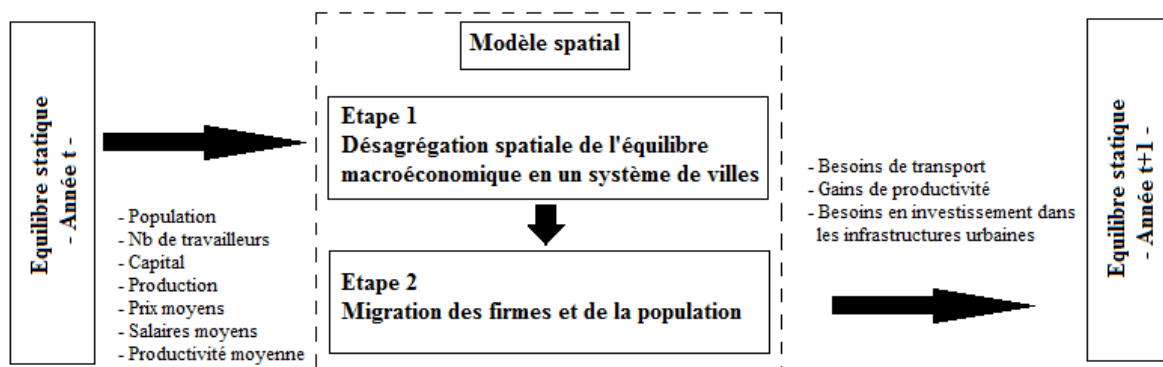 Equilibre statique
- Année t -
- Population
- Nb de travailleurs
- Capital
- Production
- Prix moyens
- Salaires moyens
- Productivité moyenne
Modèle spatial
Etape 1
Désagrégation spatiale de l'équilibre
macroéconomique en un système de villes
Etape 2
Migration des firmes et de la population
- Besoins de transport
- Gains de productivité
- Besoins en investissement dans
les infrastructures urbaines
Equilibre statique
- Année t+1 -